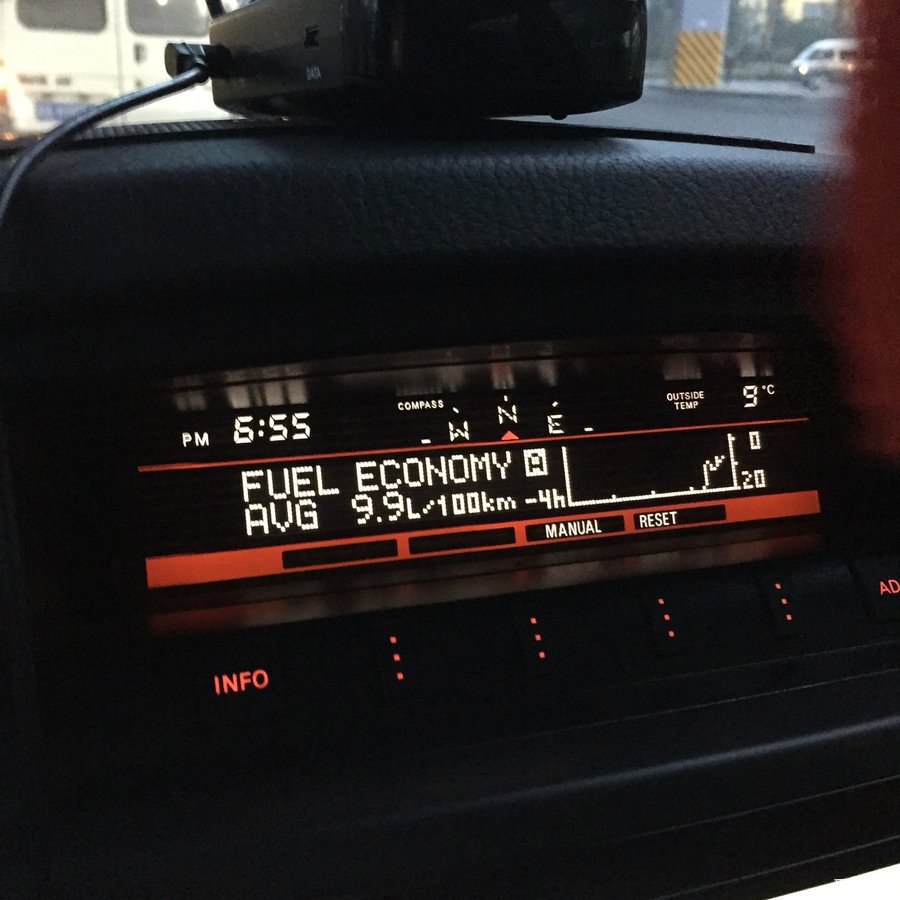 DATA
PM 6:55
COMPASS
W N E
OUTSIDE
TEMP
9°C
FUEL ECONOMY
AVG 9.9L/100km
-4h
0
20
MANUAL
RESET
INFO